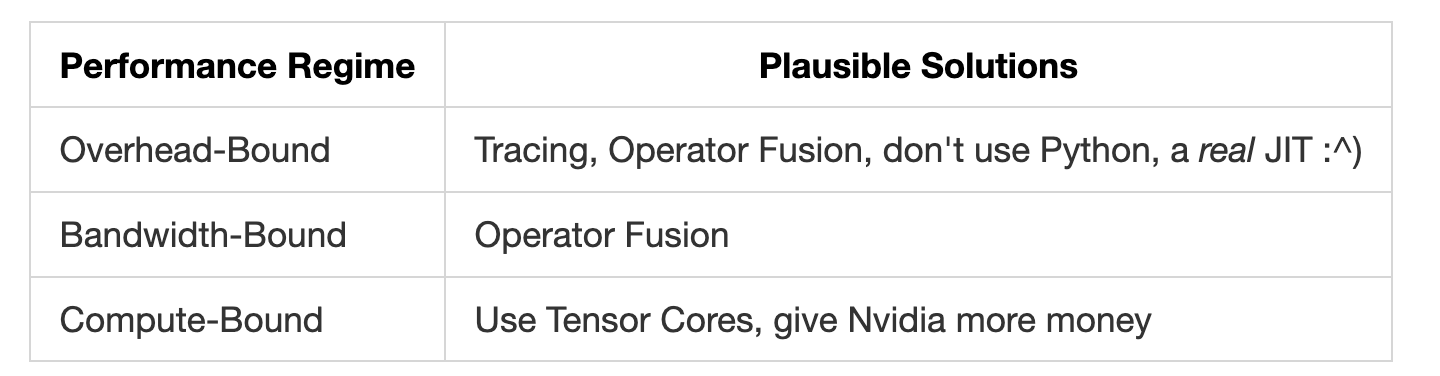 Performance Regime Plausible Solutions
Overhead-Bound Tracing, Operator Fusion, don't use Python, a real JIT :^)
Bandwidth-Bound Operator Fusion
Compute-Bound Use Tensor Cores, give Nvidia more money